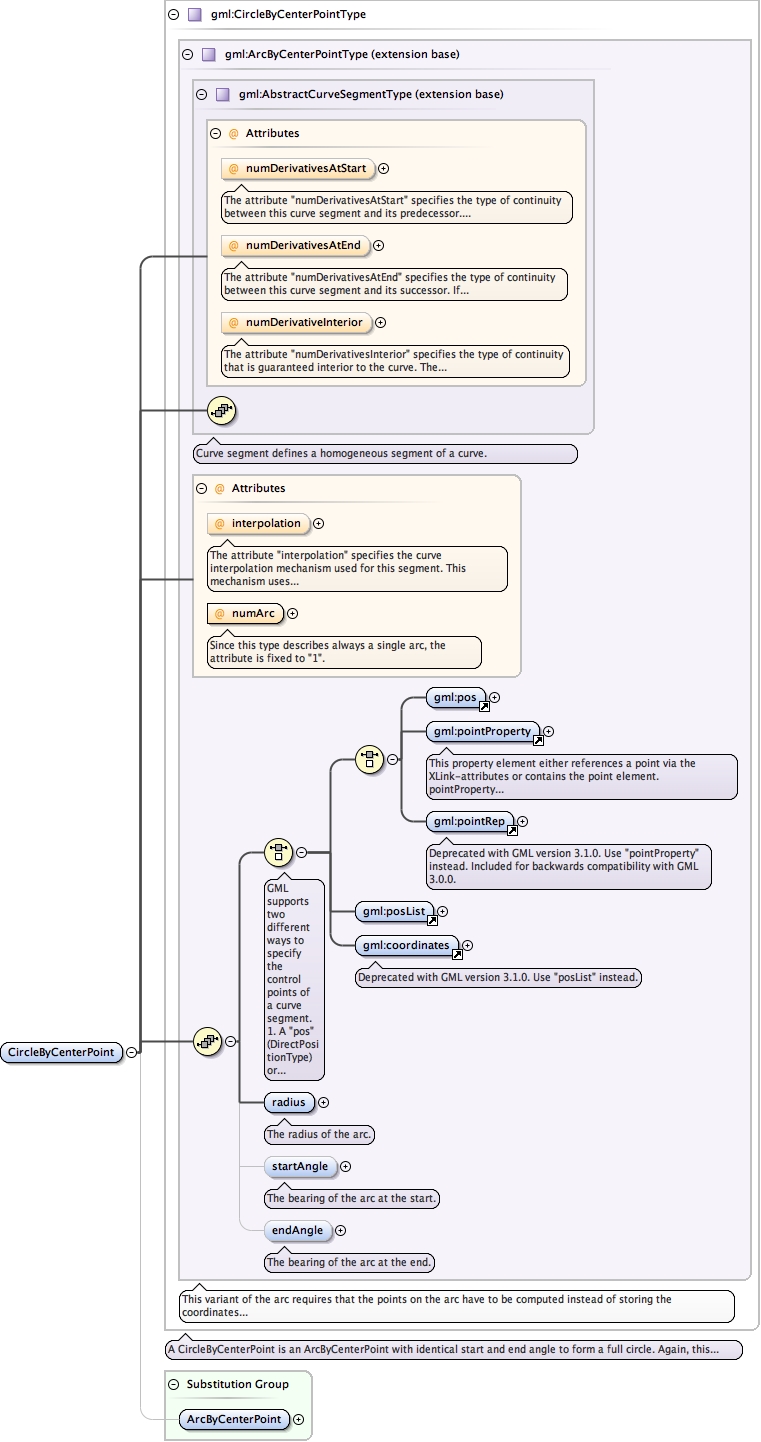 gml:CircleByCenterPointType
gml:ArcByCenterPointType (extension base)
gml:AbstractCurveSegmentType (extension base)
@ Attributes
@ numDerivativesAtStart
The attribute "numDerivativesAtStart" specifies the type of continuity
between this curve segment and its predecessor....
@ numDerivativesAtEnd
The attribute "numDerivativesAtEnd" specifies the type of continuity
between this curve segment and its successor. If...
@ numDerivativeInterior
The attribute "numDerivativesInterior" specifies the type of continuity
that is guaranteed interior to the curve. The...
Curve segment defines a homogeneous segment of a curve.
@ Attributes
@ interpolation
The attribute "interpolation" specifies the curve
interpolation mechanism used for this segment. This
mechanism uses...
@ numArc
Since this type describes always a single arc, the
attribute is fixed to "1".
gml:pos
gml:pointProperty
This property element either references a point via the
XLink-attributes or contains the point element.
pointProperty...
gml:pointRep
Deprecated with GML version 3.1.0. Use "pointProperty"
instead. Included for backwards compatibility with GML
3.0.0.
GML
supports
two
different
ways to
specify
the
control
points of
a curve
segment.
1. A "pos"
(DirectPosi
tionType)
or...
gml:posList
gml:coordinates
Deprecated with GML version 3.1.0. Use "posList" instead.
CircleByCenterPoint
radius
The radius of the arc.
startAngle
The bearing of the arc at the start.
endAngle
The bearing of the arc at the end.
This variant of the arc requires that the points on the arc have to be computed instead of storing the
coordinates...
A CircleByCenterPoint is an ArcByCenterPoint with identical start and end angle to form a full circle. Again, this...
Substitution Group
ArcByCenterPoint